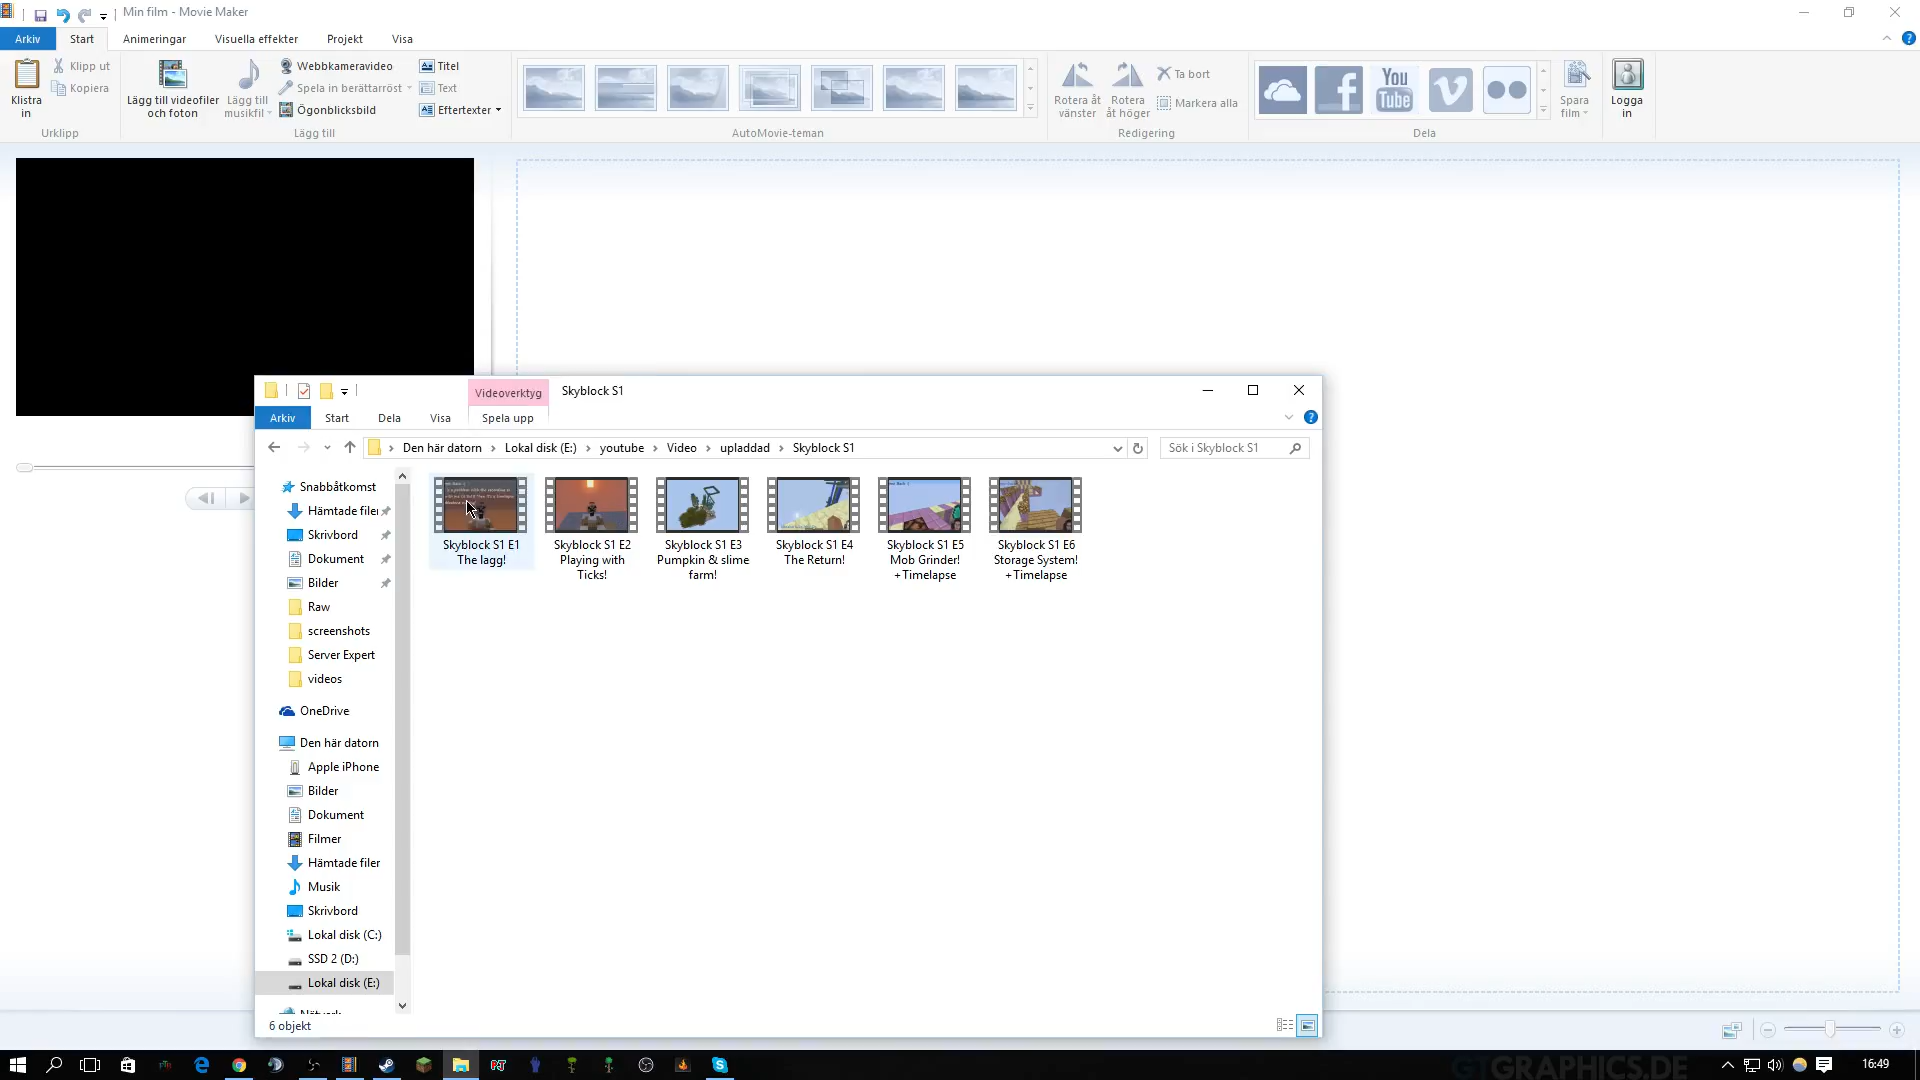 Min film - Movie Maker
Arkiv
Start
Animeringar
Visuella effekter
Projekt
Visa
Klistra
in
Klipp ut
Kopiera
Urklipp
Lägg till videofiler
och foton
Lägg till
musikfil
Webbkameravideo
Spela in berättarröst
Ögonblicksbild
Titel
Text
Eftertexter
Lägg till
AutoMovie-teman
Rotera åt
vänster
Rotera
åt höger
Ta bort
Markera alla
Redigering
You
Tube
Dela
Spara
film
Logga
in
Videoverktyg
Skyblock S1
Arkiv
Start
Dela
Visa
Spela upp
Den här datorn
Lokal disk (E:)
youtube
Video
upladdad
Skyblock S1
Sök i Skyblock S1
Snabbåtkomst
Hämtade filer
Skrivbord
Dokument
Bilder
Raw
screenshots
Server Expert
videos
OneDrive
Den här datorn
Apple iPhone
Bilder
Dokument
Filmer
Hämtade filer
Musik
Skrivbord
Lokal disk (C:)
SSD 2 (D:)
Lokal disk (E:)
Skyblock S1 E1
The lagg!
Skyblock S1 E2
Playing with
Ticks!
Skyblock S1 E3
Pumpkin & slime
farm!
Skyblock S1 E4
The Return!
Skyblock S1 E5
Mob Grinder!
+Timelapse
Skyblock S1 E6
Storage System!
+Timelapse
6 objekt
GTGRAPHICS.DE
16:49